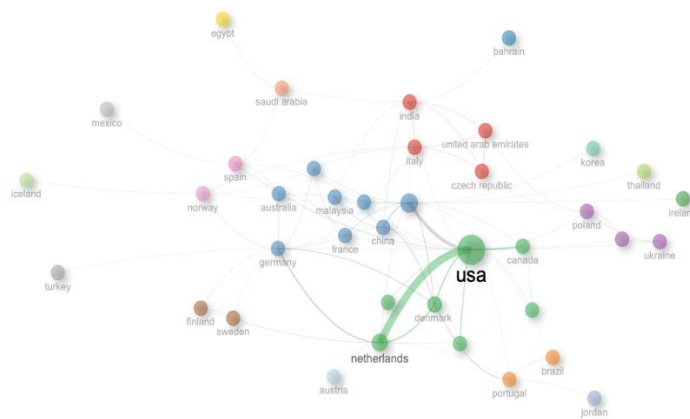 egypt
bahrain
saudi arabia
india
mexico
united arab emirates
italy
korea
spain
czech republic
thailand
iceland
norway
australia
malaysia
ireland
poland
china
france
ukraine
germany
canada
usa
turkey
denmark
finland
sweden
netherlands
brazil
austria
portugal
jordan